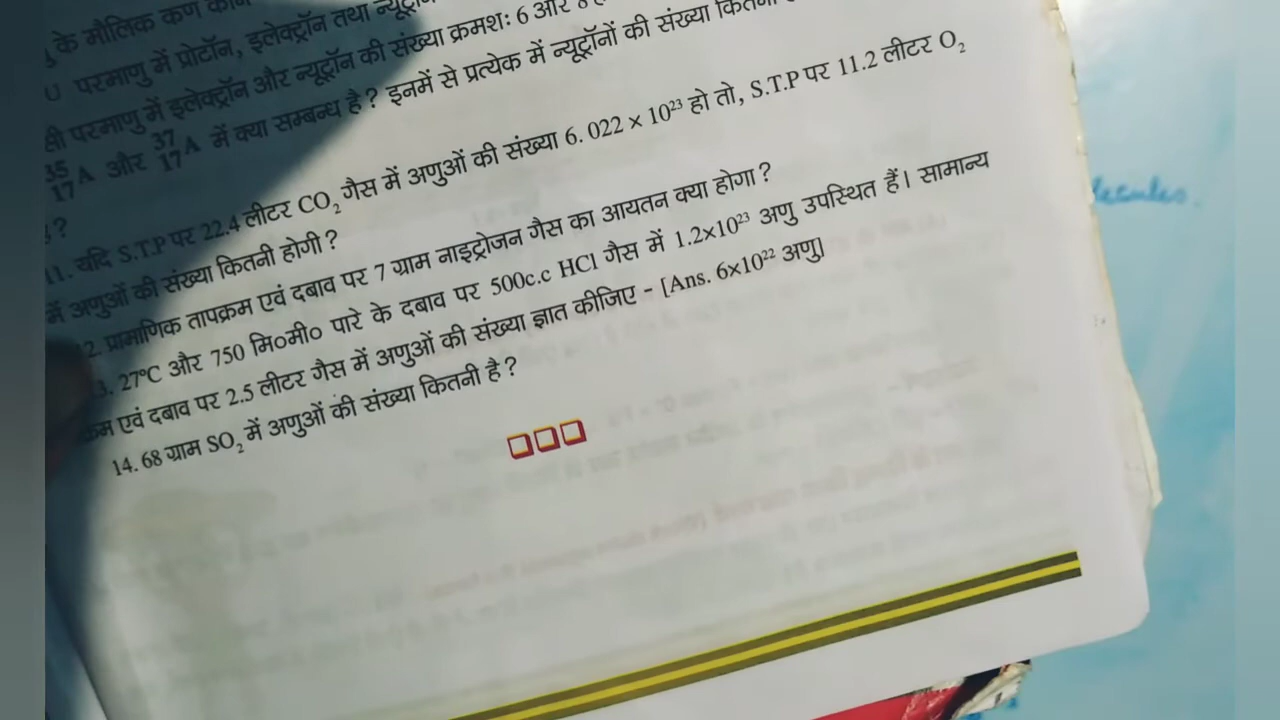 के मौलिक कण कौन
परमाणु में प्रोटॉन, इलेक्ट्रॉन तथा न्यूट्रॉन
परमाणु में इलेक्ट्रॉन और न्यूट्रॉन की संख्या क्रमशः 6 और 8
35 17 A और 37 17 A में क्या सम्बन्ध है? इनमें से प्रत्येक में न्यूट्रॉनों की संख्या कितनी
?
11. यदि S.T.P पर 22.4 लीटर CO2 गैस में अणुओं की संख्या 6.022 × 10²³ हो तो, S.T.P पर 11.2 लीटर O2
में अणुओं की संख्या कितनी होगी?
2. प्रामाणिक तापक्रम एवं दबाव पर 7 ग्राम नाइट्रोजन गैस का आयतन क्या होगा?
3. 27°C और 750 मि०मी० पारे के दबाव पर 500c.c HCl गैस में 1.2×10²³ अणु उपस्थित हैं। सामान्य
क्रम एवं दबाव पर 2.5 लीटर गैस में अणुओं की संख्या ज्ञात कीजिए - [Ans. 6×10²² अणु]
14. 68 ग्राम SO2 में अणुओं की संख्या कितनी है?